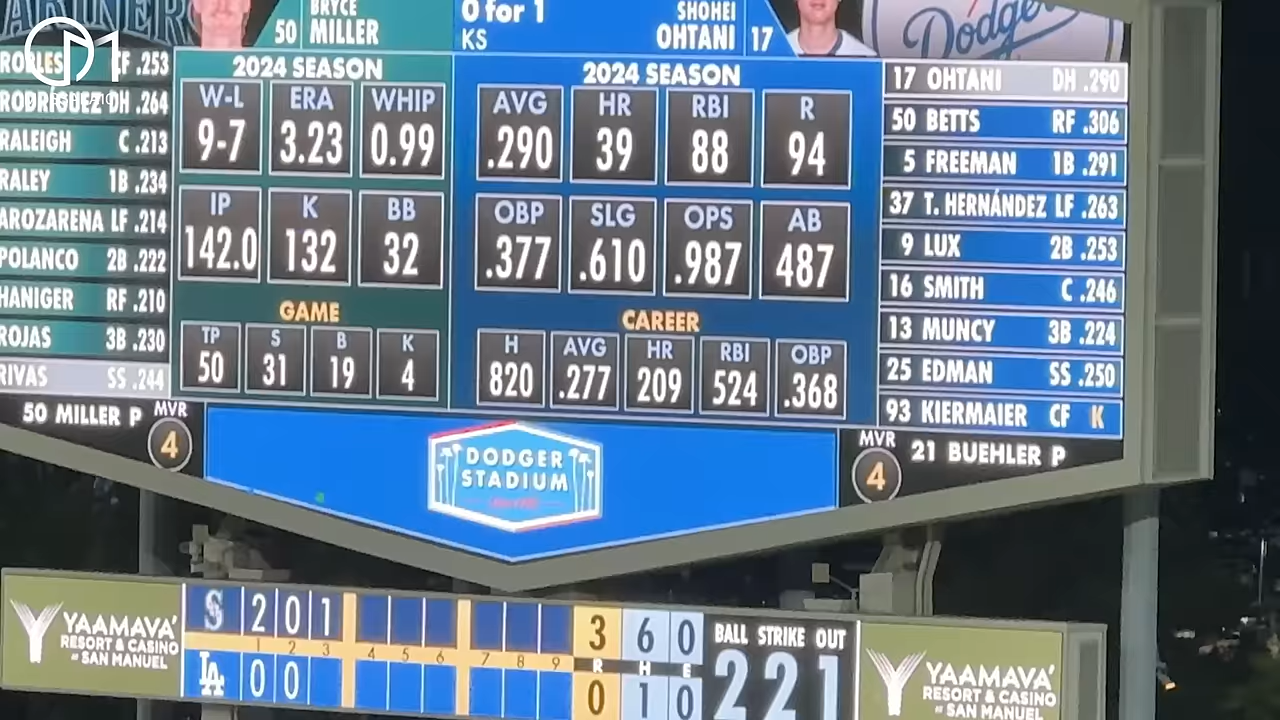 MARINERS
50 BRYCE MILLER
0 for 1
KS
SHOHEI OHTANI 17
Dodgers
ROBLES CF .253
RODRIGUEZ DH .264
RALEIGH C .213
RALEY 1B .234
AROZARENA LF .214
POLANCO 2B .222
HANIGER RF .210
ROJAS 3B .230
RIVAS SS .244
50 MILLER P
MVR
4
2024 SEASON
W-L ERA WHIP
9-7 3.23 0.99
IP K BB
142.0 132 32
GAME
TP S B K
50 31 19 4
2024 SEASON
AVG HR RBI R
.290 39 88 94
OBP SLG OPS AB
.377 .610 .987 487
CAREER
H AVG HR RBI OBP
820 .277 209 524 .368
17 OHTANI DH .290
50 BETTS RF .306
5 FREEMAN 1B .291
37 T. HERNÁNDEZ LF .263
9 LUX 2B .253
16 SMITH C .246
13 MUNCY 3B .224
25 EDMAN SS .250
93 KIERMAIER CF K
MVR
4
21 BUEHLER P
DODGER
STADIUM
YAAMAVA'
RESORT & CASINO
AT SAN MANUEL
S 2 0 1 3 6 0
1 2 3 4 5 6 7 8 9 R H E
LA 0 0 0 1 0
BALL STRIKE OUT
2 2 1
YAAMAVA'
RESORT & CASINO
AT SAN MANUEL